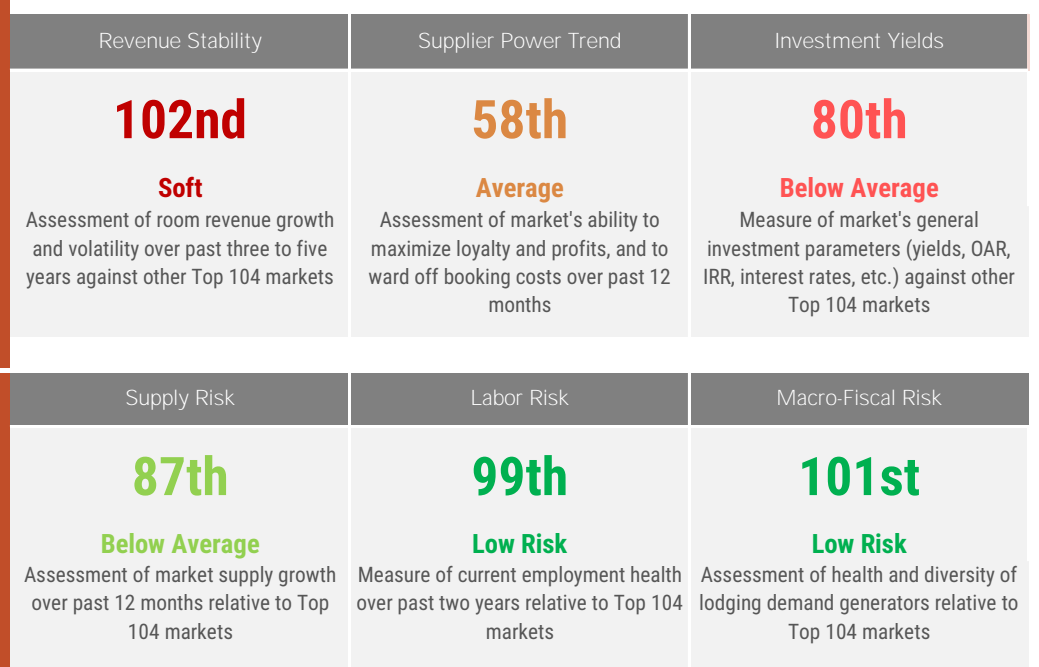 Revenue Stability
102nd
Soft
Assessment of room revenue growth
and volatility over past three to five
years against other Top 104 markets
Supplier Power Trend
58th
Average
Assessment of market's ability to
maximize loyalty and profits, and to
ward off booking costs over past 12
months
Investment Yields
80th
Below Average
Measure of market's general
investment parameters (yields, OAR,
IRR, interest rates, etc.) against other
Top 104 markets
Supply Risk
87th
Below Average
Assessment of market supply growth
over past 12 months relative to Top
104 markets
Labor Risk
99th
Low Risk
Measure of current employment health
over past two years relative to Top 104
markets
Macro-Fiscal Risk
101st
Low Risk
Assessment of health and diversity of
lodging demand generators relative to
Top 104 markets